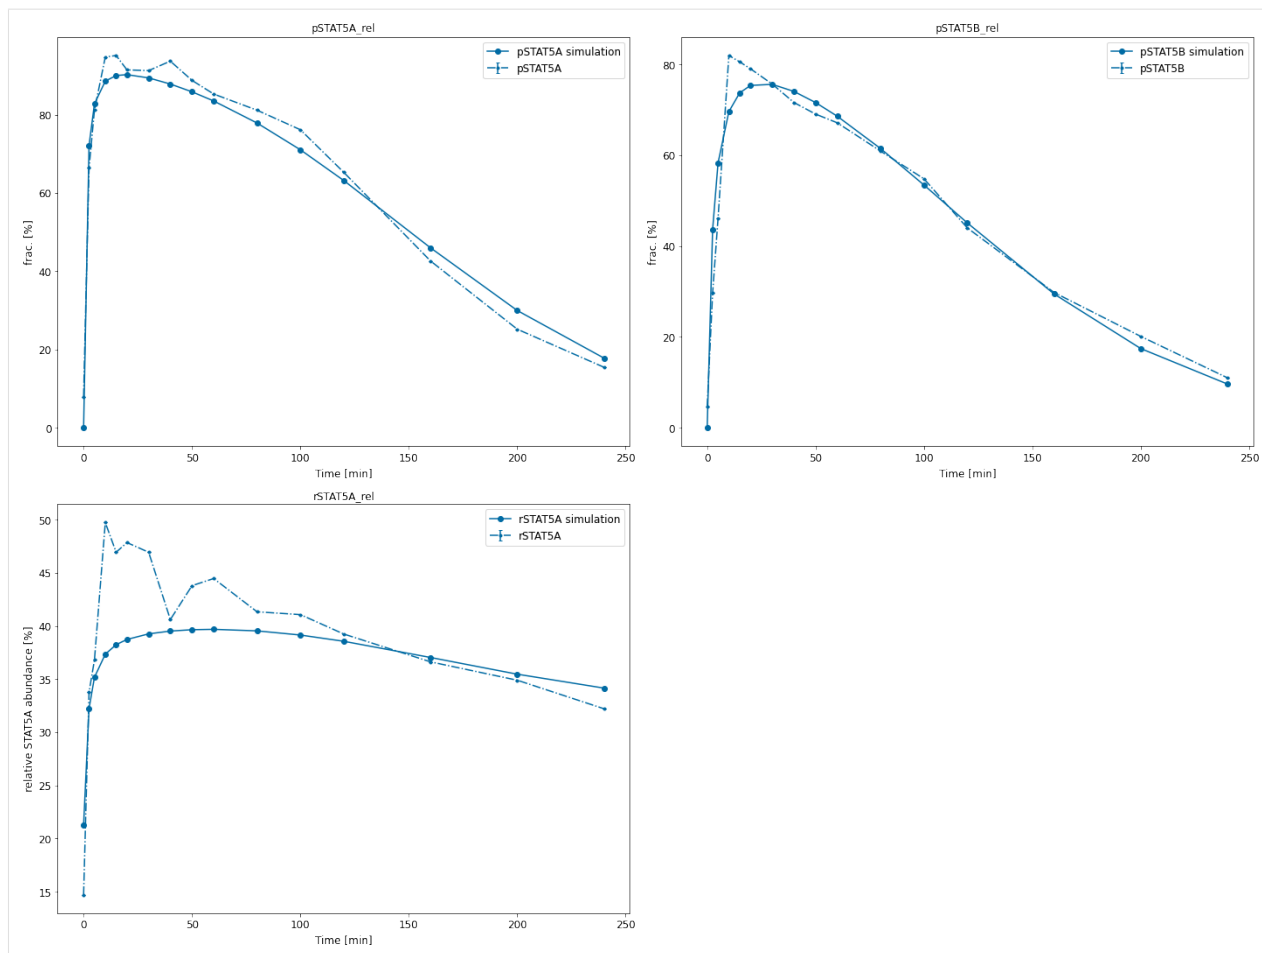 pSTAT5A_rel
pSTAT5A simulation
pSTAT5A
80
60
40
20
0
frac. [%]
0 50 100 150 200 250
Time [min]
pSTAT5B_rel
pSTAT5B simulation
pSTAT5B
80
60
40
20
0
frac. [%]
0 50 100 150 200 250
Time [min]
rSTAT5A_rel
rSTAT5A simulation
rSTAT5A
50
45
40
35
30
25
20
15
relative STAT5A abundance [%]
0 50 100 150 200 250
Time [min]